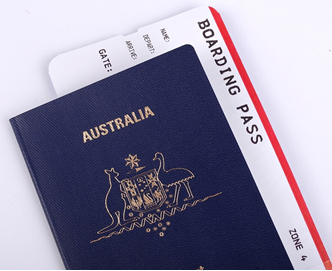 BOARDING PASS
NAME:
DEPART:
ARRIVE:
GATE:
ZONE 4
AUSTRALIA